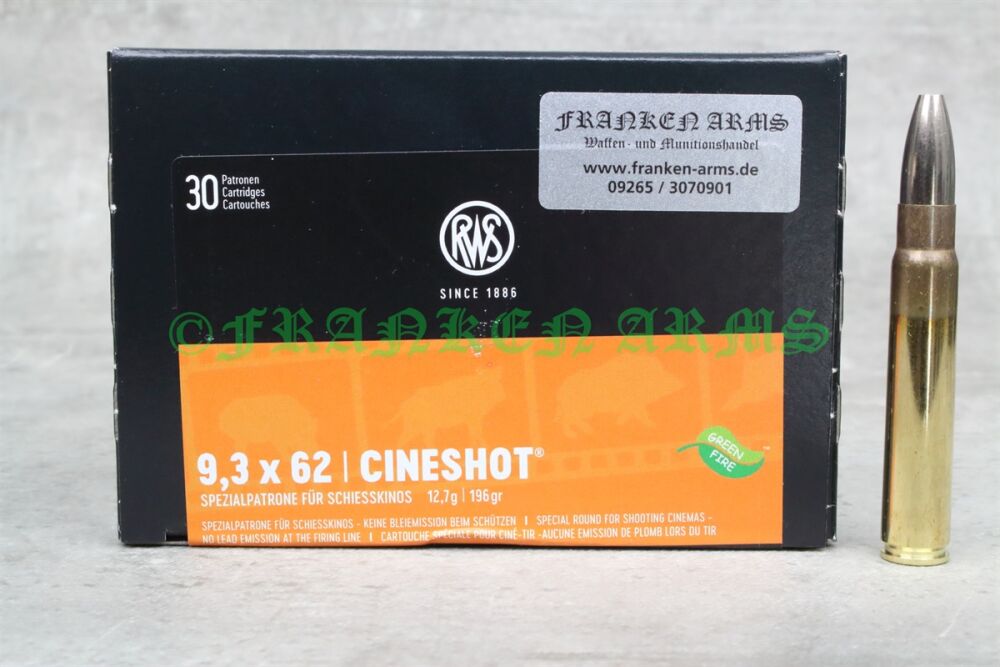 FRANKEN ARMS
Waffen- und Munitionshandel
www.franken-arms.de
09265 / 3070901
30 Patronen
Cartridges
Cartouches
RWS
SINCE 1886
©FRANKEN ARMS
GREEN
FIRE
™
9,3 x 62 | CINESHOT®
SPEZIALPATRONE FÜR SCHIESSKINOS 12,7g | 196gr
SPEZIALPATRONE FÜR SCHIESSKINOS - KEINE BLEIEMISSION BEIM SCHÜTZEN | SPECIAL ROUND FOR SHOOTING CINEMAS -
NO LEAD EMISSION AT THE FIRING LINE | CARTOUCHE SPÉCIALE POUR CINÉ-TIR -AUCUNE EMISSION DE PLOMB LORS DU TIR